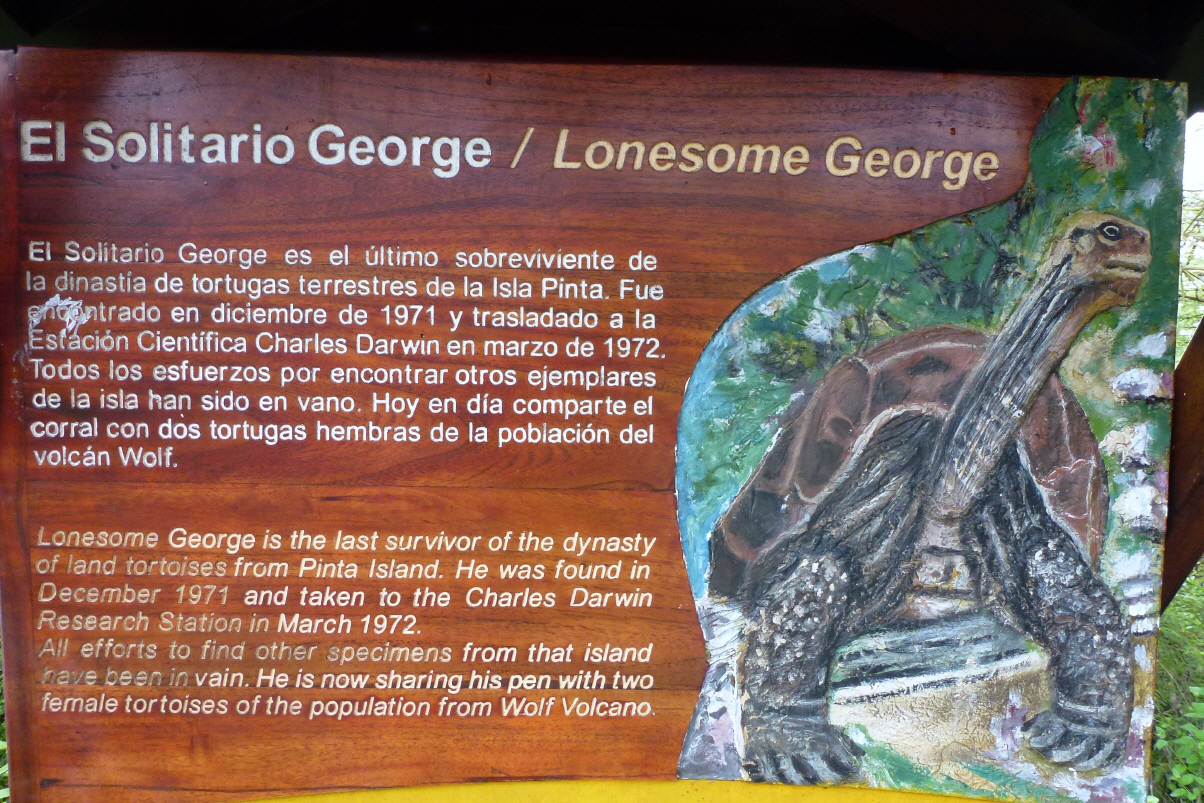 El Solitario George / Lonesome George
El Solitario George es el último sobreviviente de
la dinastía de tortugas terrestres de la Isla Pinta. Fue
encontrado en diciembre de 1971 y trasladado a la
Estación Científica Charles Darwin en marzo de 1972.
Todos los esfuerzos por encontrar otros ejemplares
de la isla han sido en vano. Hoy en día comparte el
corral con dos tortugas hembras de la población del
volcán Wolf.
Lonesome George is the last survivor of the dynasty
of land tortoises from Pinta Island. He was found in
December 1971 and taken to the Charles Darwin
Research Station in March 1972.
All efforts to find other specimens from that island
have been in vain. He is now sharing his pen with two
female tortoises of the population from Wolf Volcano.